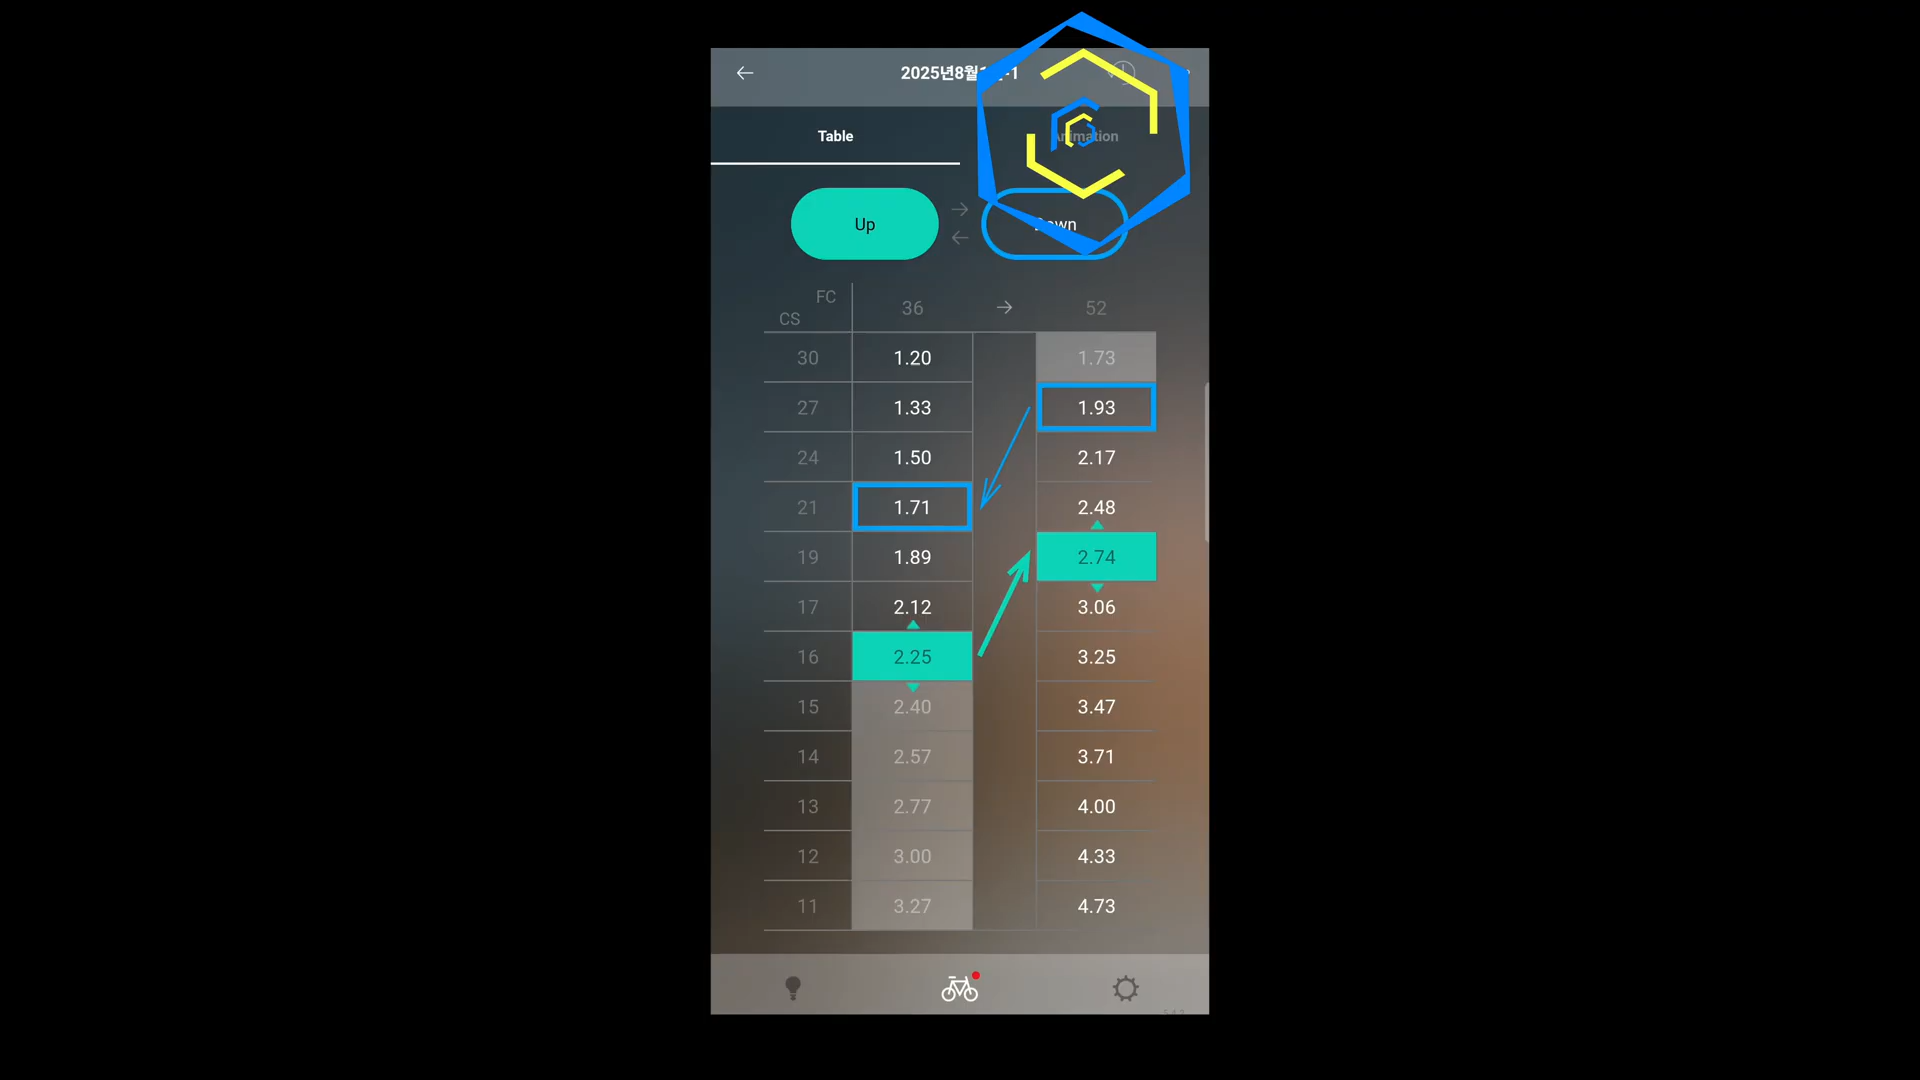 2025년8월
-1
Table
Animation
Up
Down
FC
CS
36
52
30 1.20 1.73
27 1.33 1.93
24 1.50 2.17
21 1.71 2.48
19 1.89 2.74
17 2.12 3.06
16 2.25 3.25
15 2.40 3.47
14 2.57 3.71
13 2.77 4.00
12 3.00 4.33
11 3.27 4.73